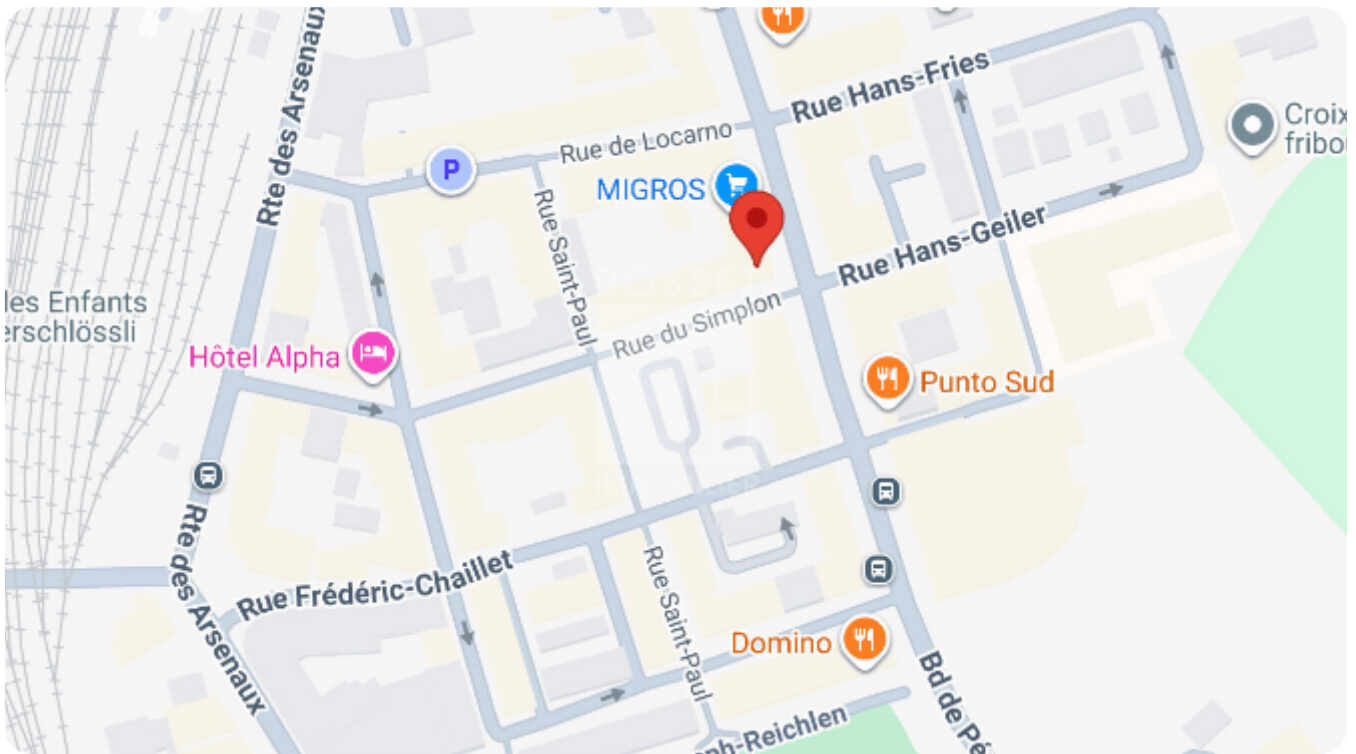 Rte des Arsenaux
Rue Hans-Fries
Croix
fribou
Rue de Locarno
P
MIGROS
Rue Saint-Paul
Rue Hans-Geiler
les Enfants
erschlössli
Rue du Simplon
Hôtel Alpha
Punto Sud
IMMOBILIER
Rte des Arsenaux
Rue Frédéric-Chaillet
Rue Saint-Paul
Domino
Bd de Pé
ph-Reichlen